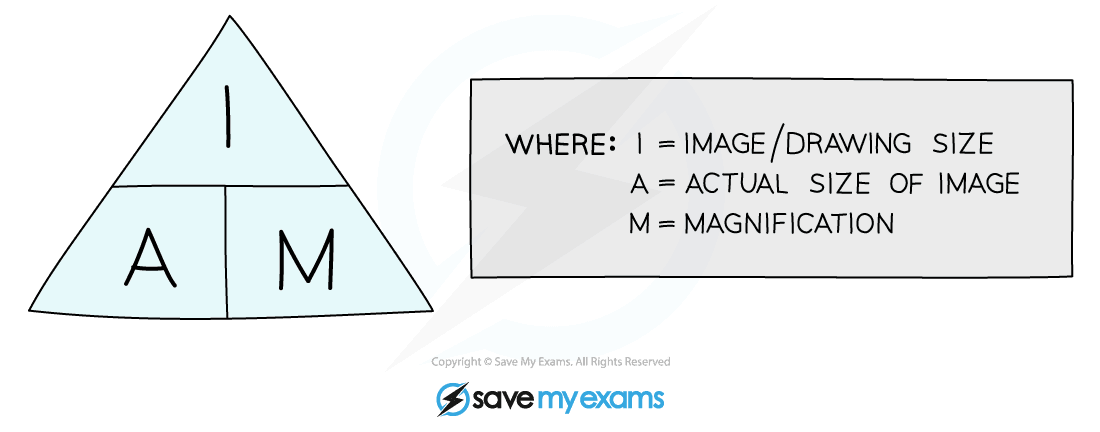 I
A M
WHERE: I = IMAGE/DRAWING SIZE
A = ACTUAL SIZE OF IMAGE
M = MAGNIFICATION
Copyright © Save My Exams. All Rights Reserved
save my exams